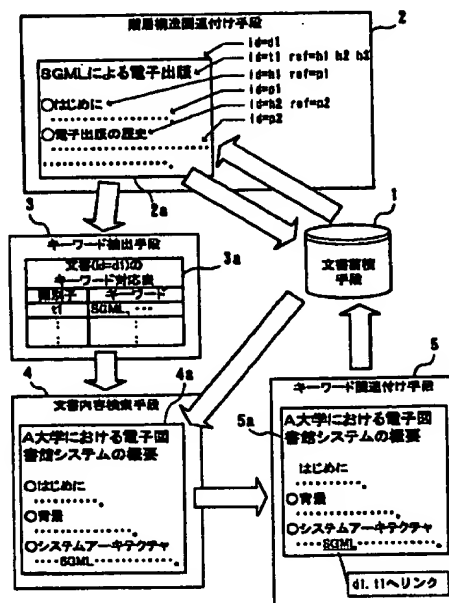 階層構造関連付け手段
2
id=d1
id=t1 ref=h1 h2 h3
SGMLによる電子出版
id=h1 ref=p1
○はじめに
id=p1
id=h2 ref=p2
○電子出版の歴史
id=p2
2a
1
文書蓄積
手段
3
キーワード抽出手段
3a
文書(id=d1)の
キーワード対応表
識別子 キーワード
t1 SGML, ···
4
4a
文書内容検索手段
A大学における電子図
書館システムの概要
○はじめに
○背景
○システムアーキテクチャ
SGML
5
キーワード関連付け手段
5a
A大学における電子図
書館システムの概要
はじめに
○背景
○システムアーキテクチャ
SGML
d1. t1へリンク